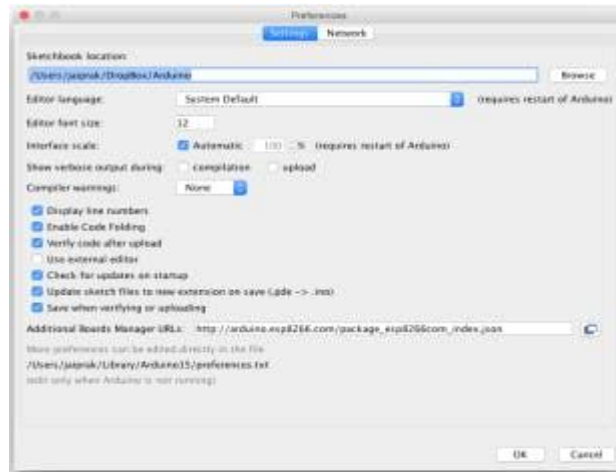 Preferences
Settings Network
Sketchbook location:
/Users/jaiprak/DropBox/Arduino Browse
Editor language: System Default (requires restart of Arduino)
Editor font size: 12
Interface scale: Automatic 100 % (requires restart of Arduino)
Show verbose output during: compilation upload
Compiler warnings: None
Display line numbers
Enable Code Folding
Verify code after upload
Use external editor
Check for updates on startup
Update sketch files to new extension on save (.pde -> .ino)
Save when verifying or uploading
Additional Boards Manager URLs: http://arduino.esp8266.com/package_esp8266com_index.json
More preferences can be edited directly in the file
/Users/jaiprak/Library/Arduino15/preferences.txt
(edit only when Arduino is not running)
OK Cancel